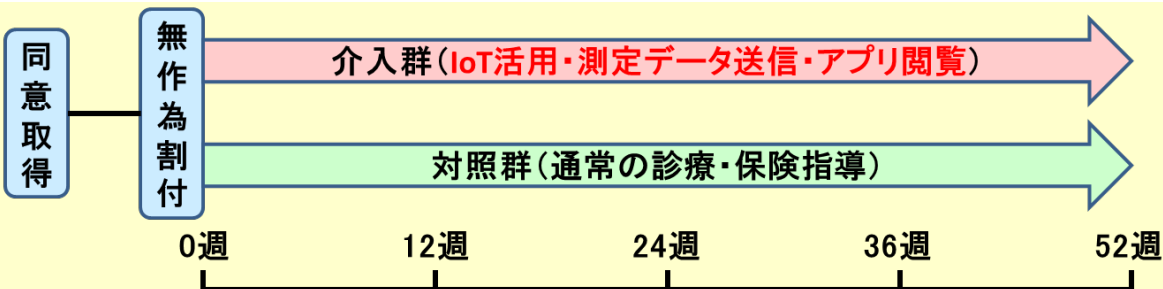 同意取得
無作為割付
介入群(IoT活用・測定データ送信・アプリ閲覧)
対照群(通常の診療・保険指導)
0週 12週 24週 36週 52週